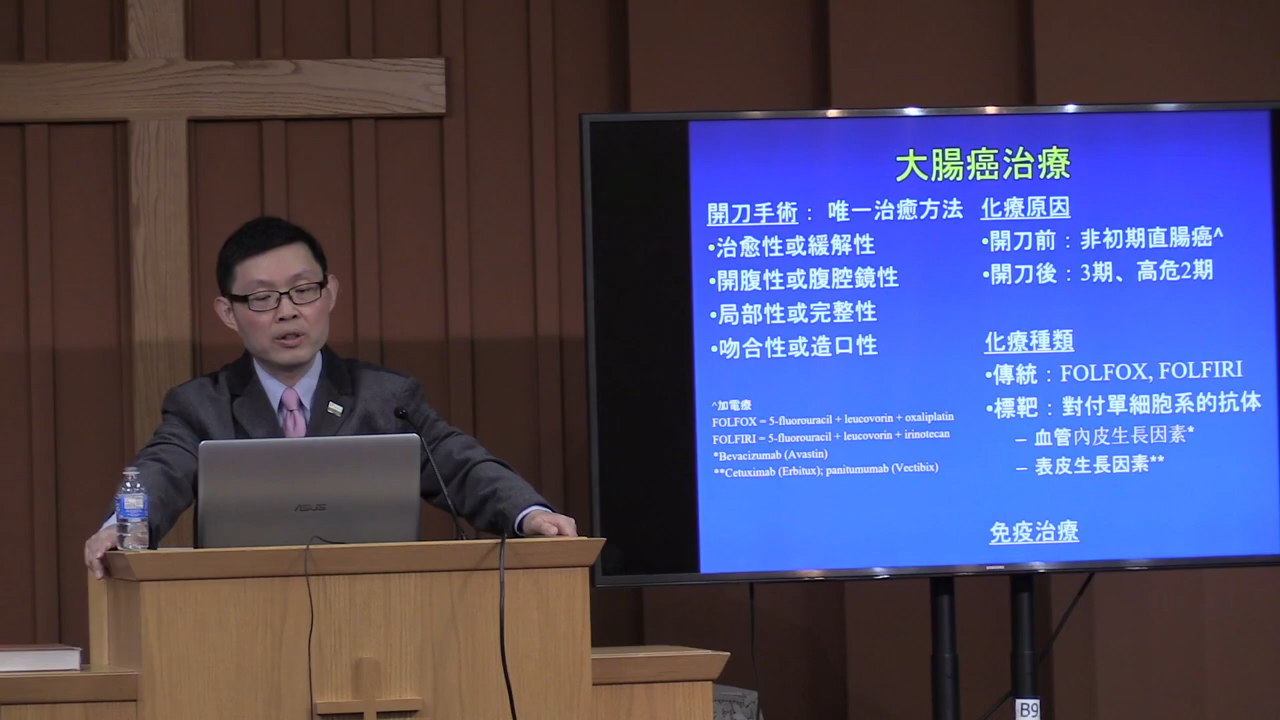 大腸癌治療
開刀手術： 唯一治癒方法
•治愈性或緩解性
•開腹性或腹腔鏡性
•局部性或完整性
•吻合性或造口性
^加電療
FOLFOX = 5-fluorouracil + leucovorin + oxaliplatin
FOLFIRI = 5-fluorouracil + leucovorin + irinotecan
*Bevacizumab (Avastin)
**Cetuximab (Erbitux); panitumumab (Vectibix)
化療原因
•開刀前：非初期直腸癌^
•開刀後：3期、高危2期
化療種類
•傳統：FOLFOX, FOLFIRI
•標靶：對付單細胞系的抗体
– 血管內皮生長因素*
– 表皮生長因素**
免疫治療
SAMSUNG
ASUS
B9